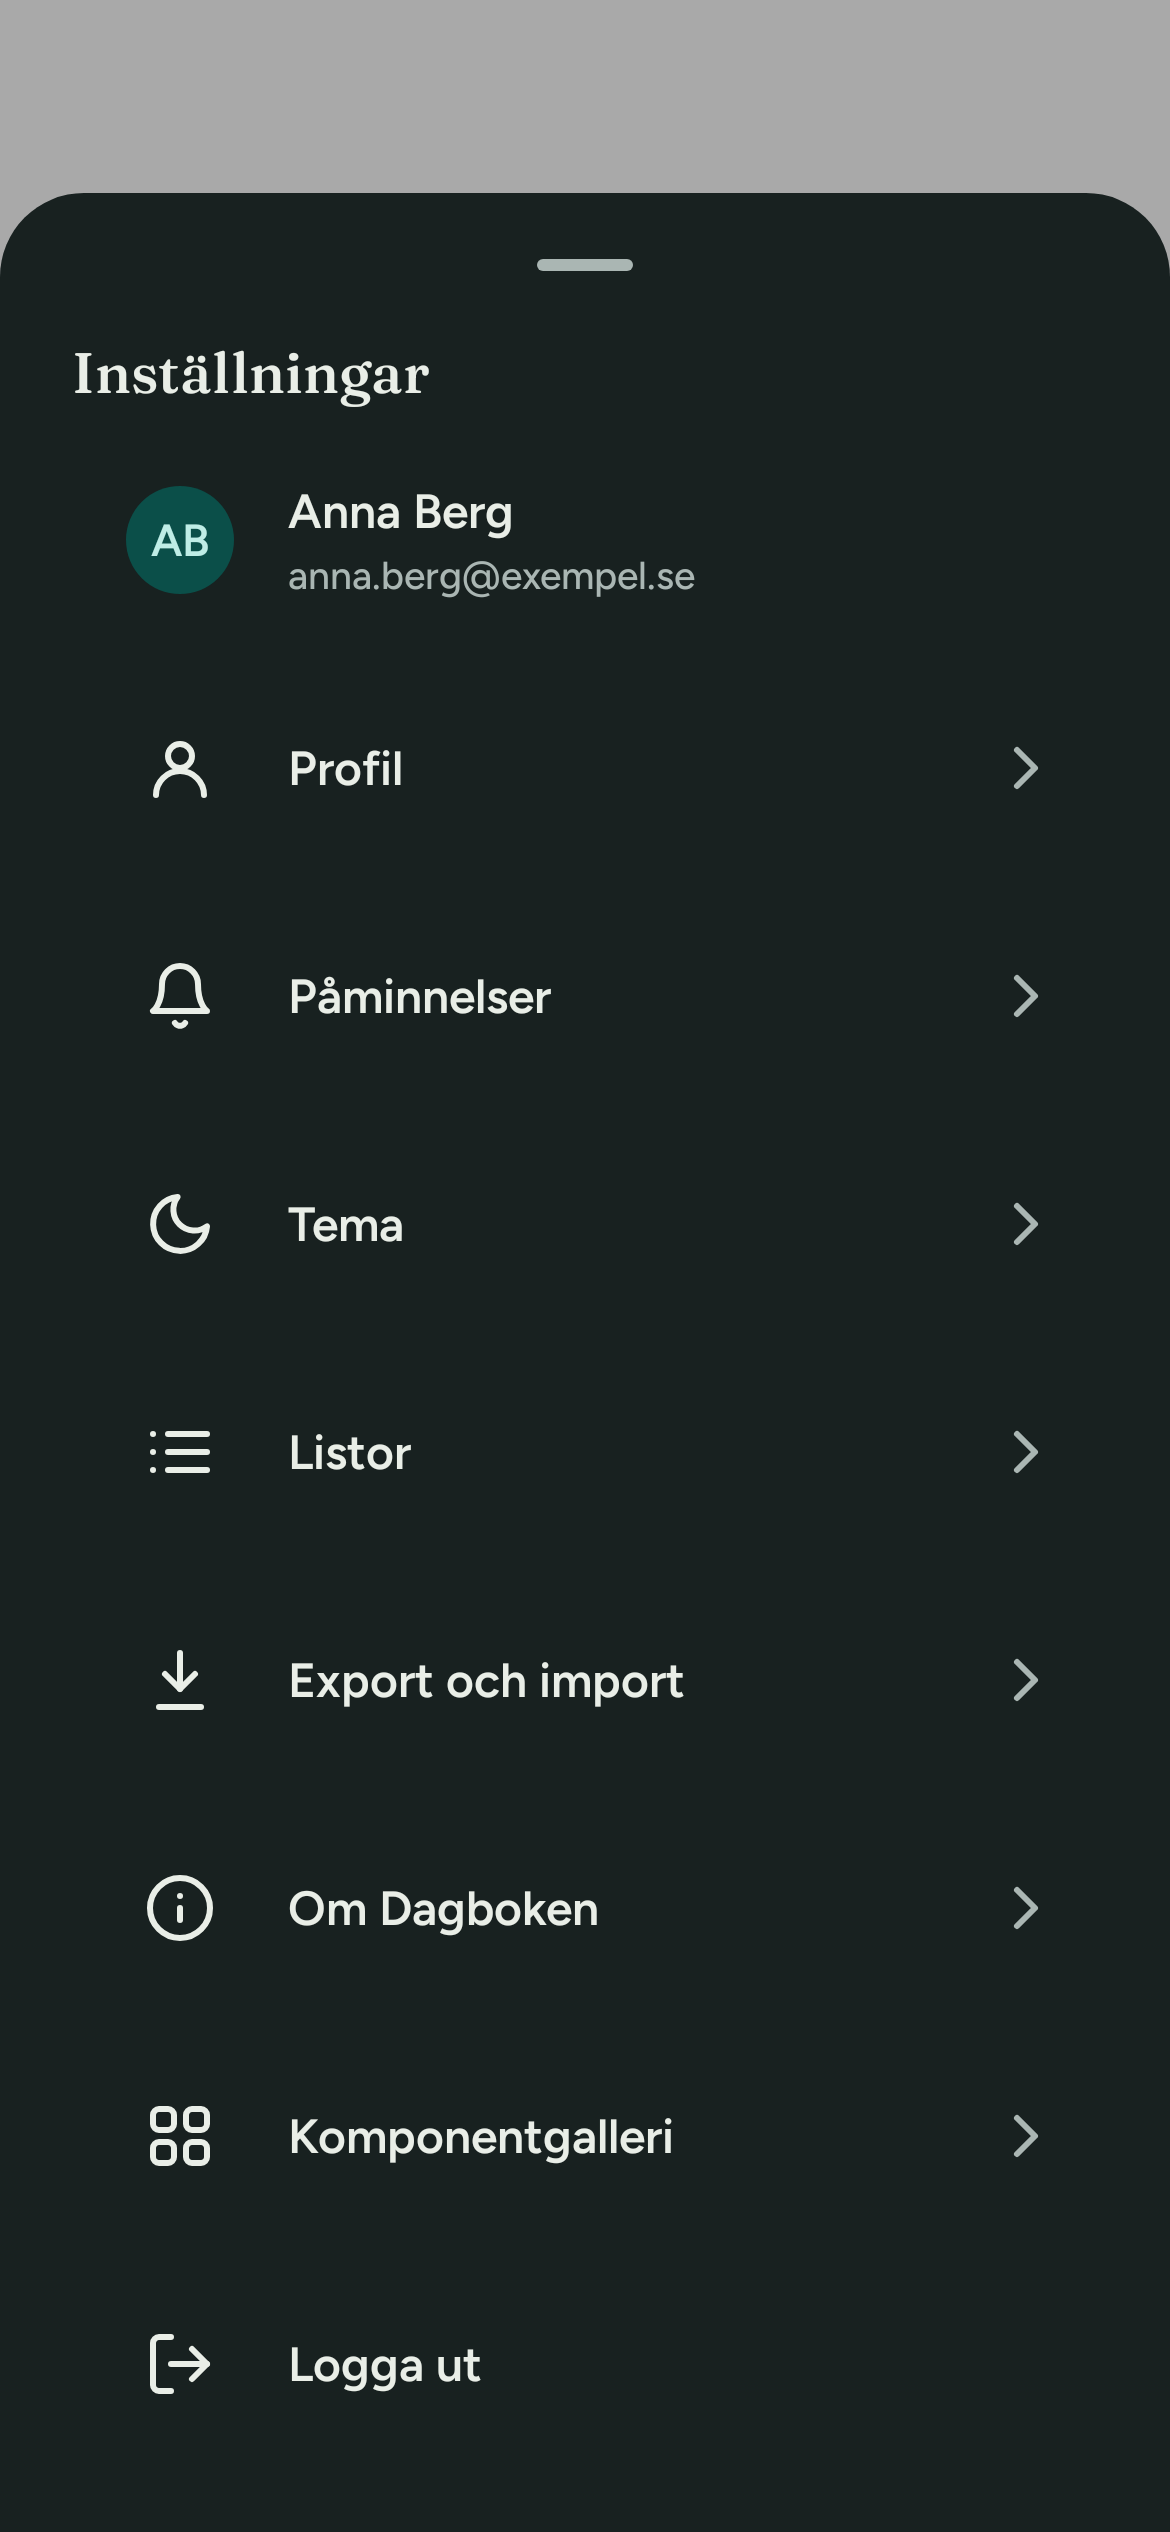 Inställningar
AB
Anna Berg
anna.berg@exempel.se
Profil
Påminnelser
Tema
Listor
Export och import
Om Dagboken
Komponentgalleri
Logga ut